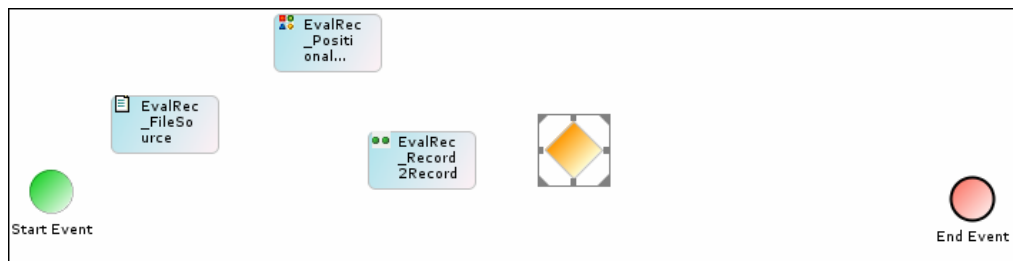 EvalRec
_Positi
onal...
EvalRec
_FileSo
urce
EvalRec
_Record
2Record
Start Event
End Event